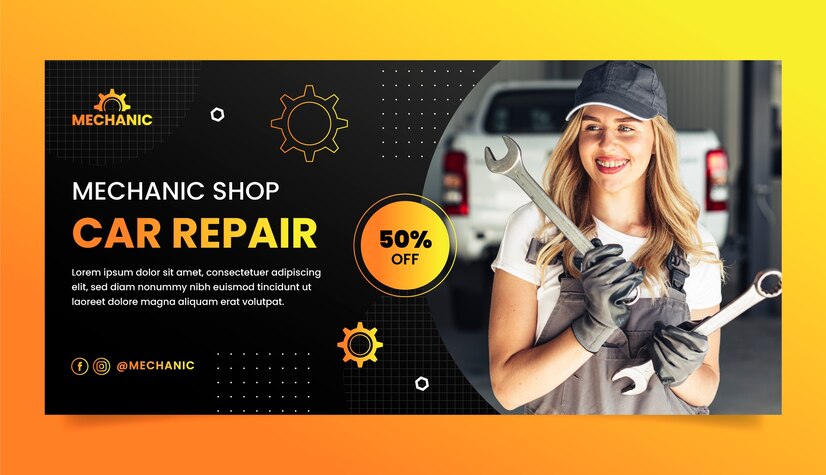 MECHANIC
MECHANIC SHOP
CAR REPAIR
Lorem ipsum dolor sit amet, consectetuer adipiscing
elit, sed diam nonummy nibh euismod tincidunt ut
laoreet dolore magna aliquam erat volutpat.
50%
OFF
@MECHANIC